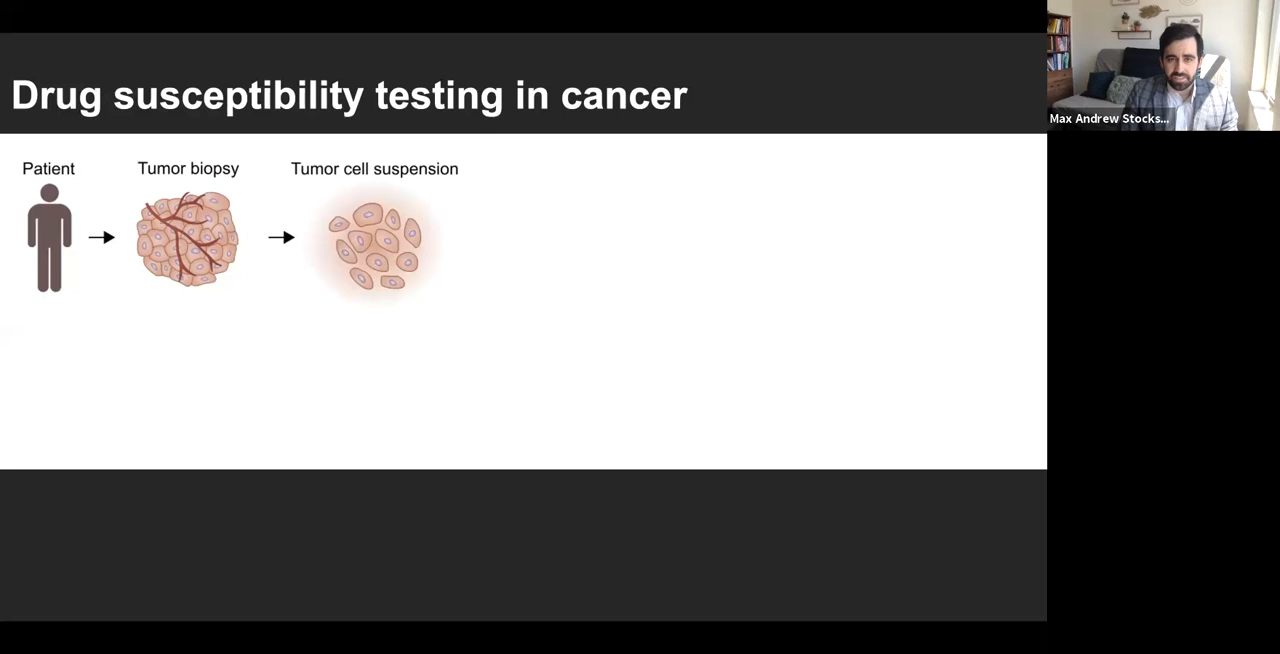 Drug susceptibility testing in cancer
Patient
Tumor biopsy
Tumor cell suspension
Max Andrew Stocks...